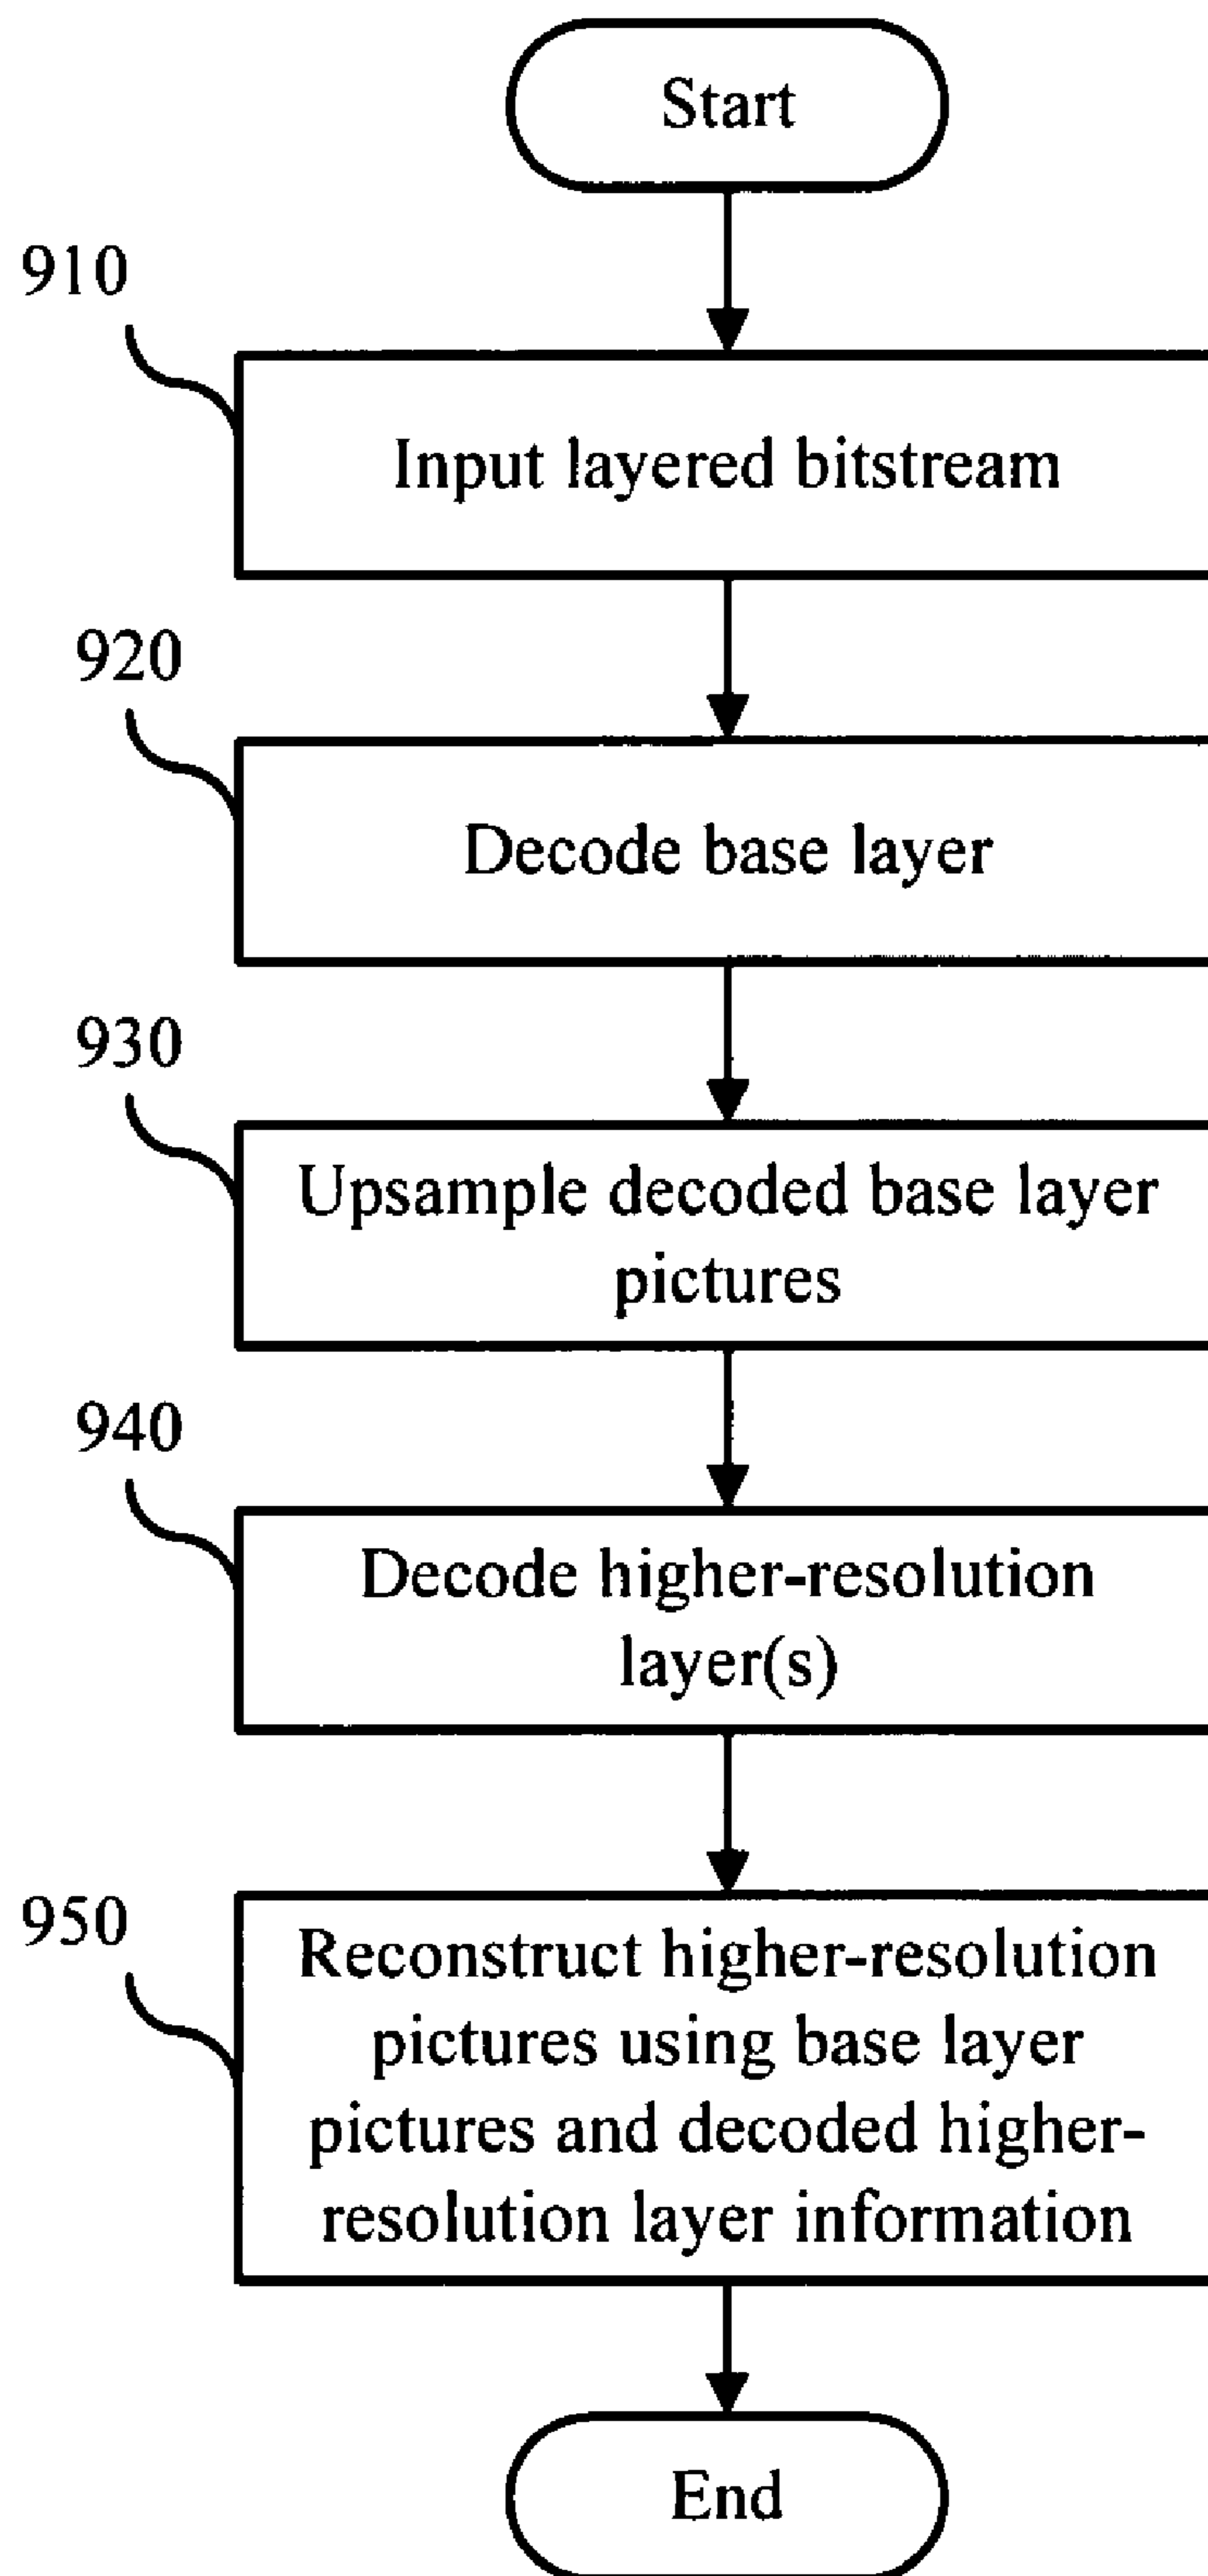 Start
910
Input layered bitstream
920
Decode base layer
930
Upsample decoded base layer
pictures
940
Decode higher-resolution
layer(s)
950
Reconstruct higher-resolution
pictures using base layer
pictures and decoded higher-
resolution layer information
End